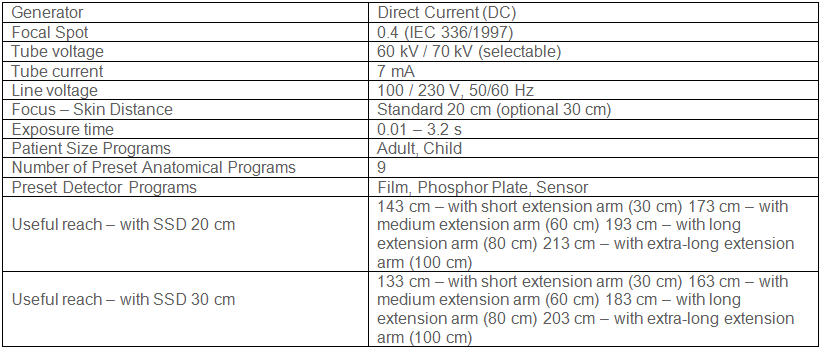 Generator Direct Current (DC)
Focal Spot 0.4 (IEC 336/1997)
Tube voltage 60 kV / 70 kV (selectable)
Tube current 7 mA
Line voltage 100 / 230 V, 50/60 Hz
Focus – Skin Distance Standard 20 cm (optional 30 cm)
Exposure time 0.01 – 3.2 s
Patient Size Programs Adult, Child
Number of Preset Anatomical Programs 9
Preset Detector Programs Film, Phosphor Plate, Sensor
Useful reach – with SSD 20 cm
143 cm – with short extension arm (30 cm) 173 cm – with
medium extension arm (60 cm) 193 cm – with long
extension arm (80 cm) 213 cm – with extra-long extension
arm (100 cm)
Useful reach – with SSD 30 cm
133 cm – with short extension arm (30 cm) 163 cm – with
medium extension arm (60 cm) 183 cm – with long
extension arm (80 cm) 203 cm – with extra-long extension
arm (100 cm)